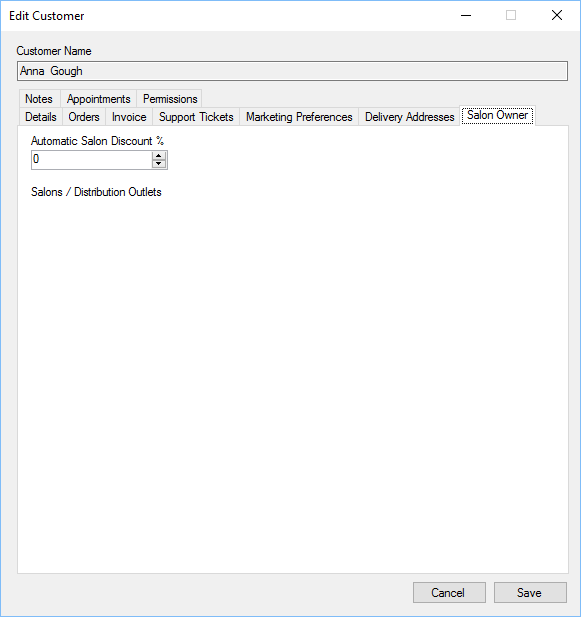 Edit Customer
Customer Name
Anna  Gough
Notes Appointments Permissions
Details Orders Invoice Support Tickets Marketing Preferences Delivery Addresses Salon Owner
Automatic Salon Discount %
0
Salons / Distribution Outlets
Cancel Save